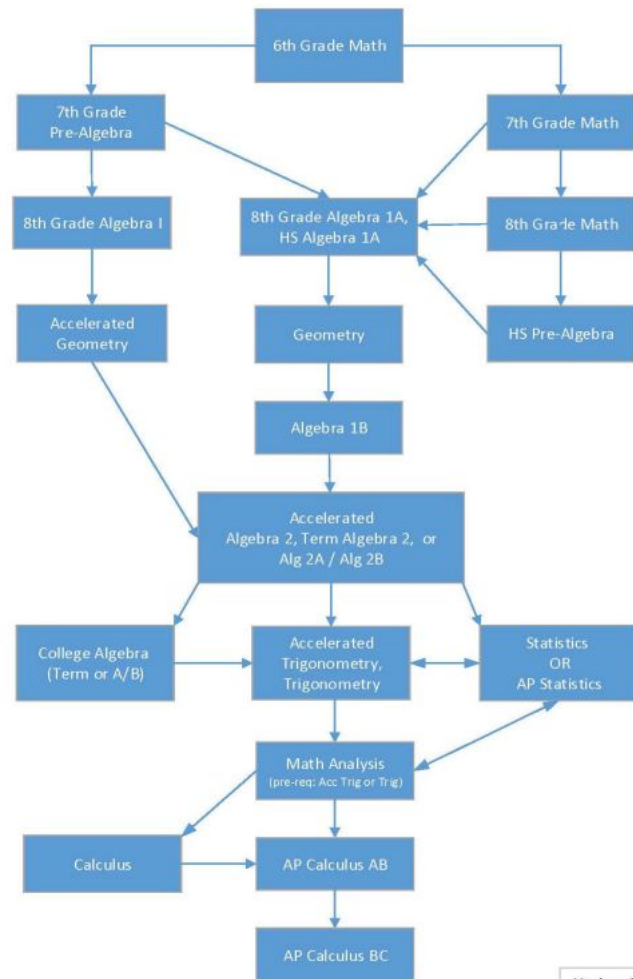 6th Grade Math
7th Grade
Pre-Algebra
7th Grade Math
8th Grade Algebra I
8th Grade Algebra 1A,
HS Algebra 1A
8th Grade Math
Accelerated
Geometry
Geometry
HS Pre-Algebra
Algebra 1B
Accelerated
Algebra 2, Term Algebra 2, or
Alg 2A / Alg 2B
College Algebra
(Term or A/B)
Accelerated
Trigonometry,
Trigonometry
Statistics
OR
AP Statistics
Math Analysis
(pre-req: Acc Trig or Trig)
Calculus
AP Calculus AB
AP Calculus BC